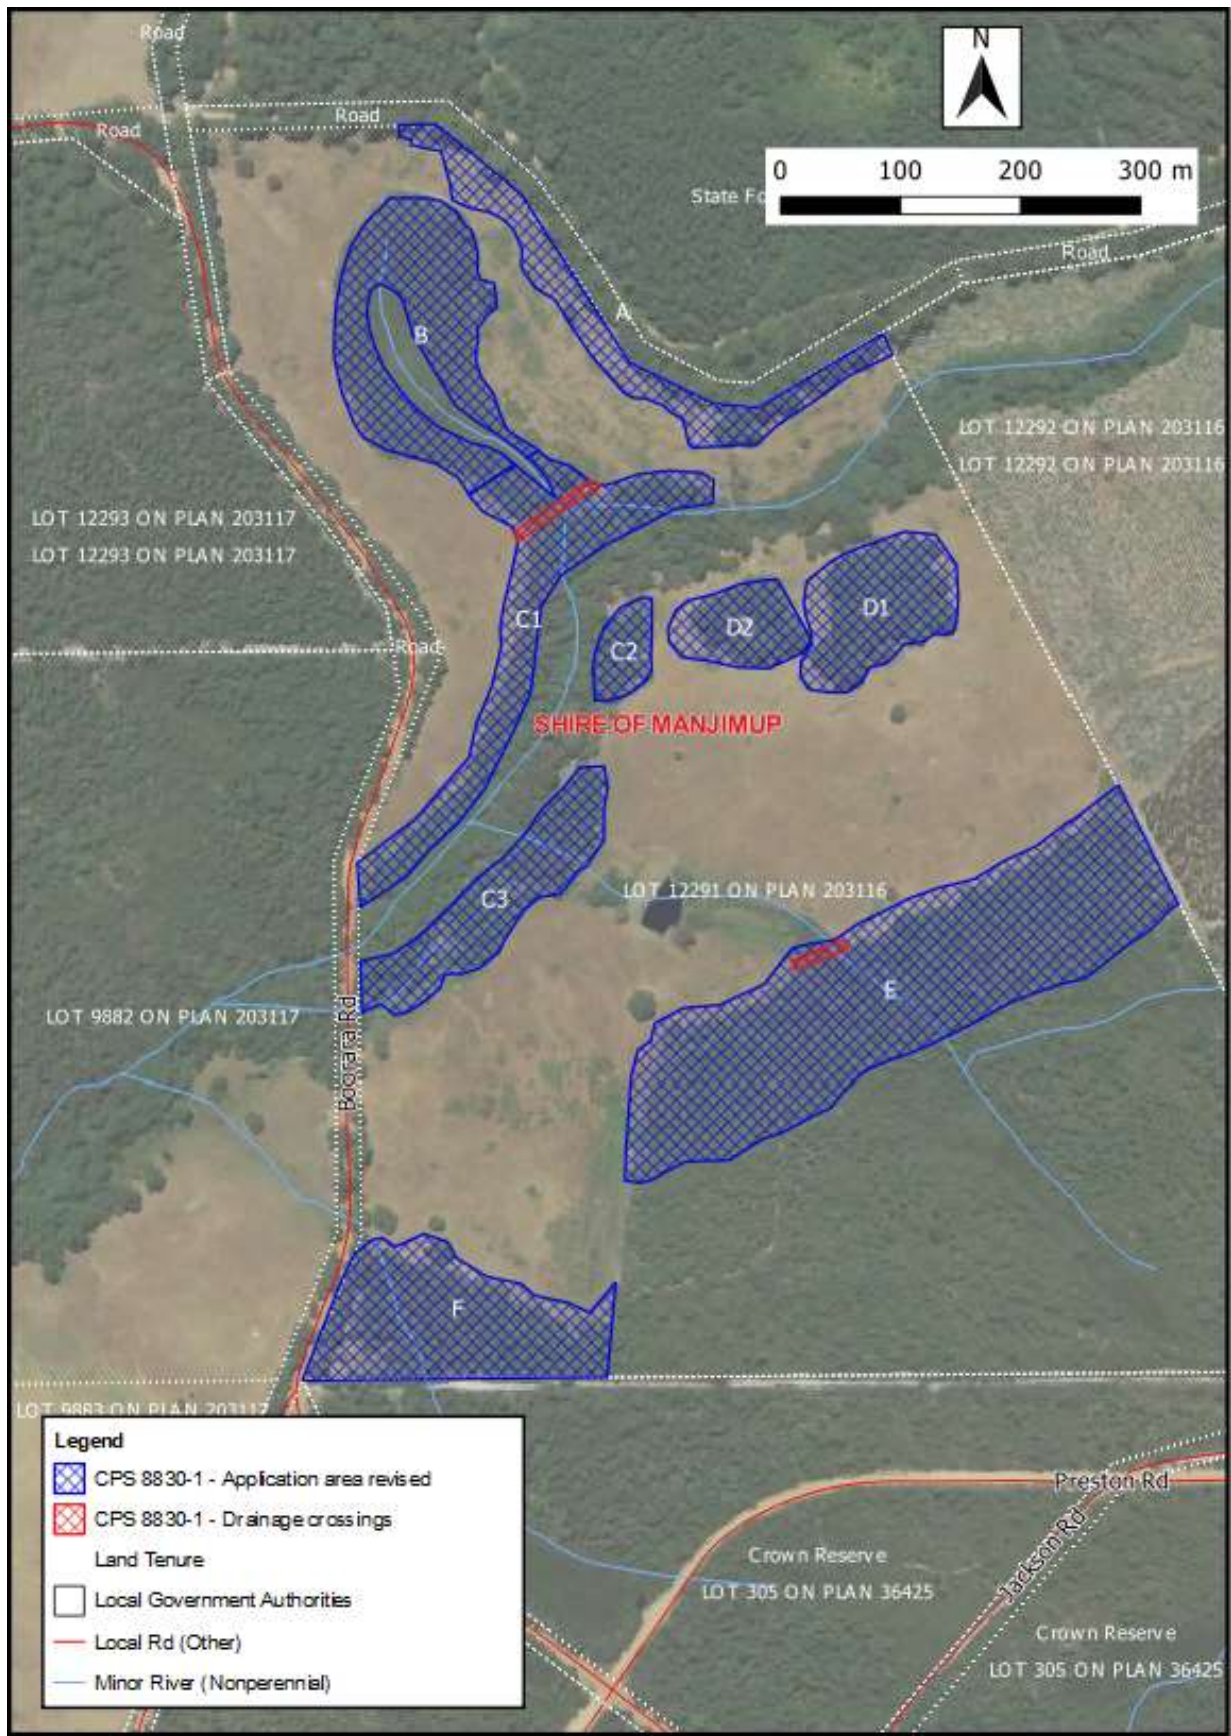 Road
N
Road
Road
0 100 200 300 m
State Fo
Road
A
B
LOT 12292 ON PLAN 203116
LOT 12292 ON PLAN 203116
LOT 12293 ON PLAN 203117
LOT 12293 ON PLAN 203117
D1
C1
D2
Road
C2
SHIRE OF MANJIMUP
LOT 12291 ON PLAN 203116
C3
E
LOT 9882 ON PLAN 203117
Boorara Rd
F
LOT 9883 ON PLAN 203117
Legend
CPS 8830-1 - Application area revised
CPS 8830-1 - Drainage crossings
Land Tenure
Local Government Authorities
Local Rd (Other)
Minor River (Nonperennial)
Preston Rd
Jackson Rd
Crown Reserve
LOT 305 ON PLAN 36425
Crown Reserve
LOT 305 ON PLAN 36425